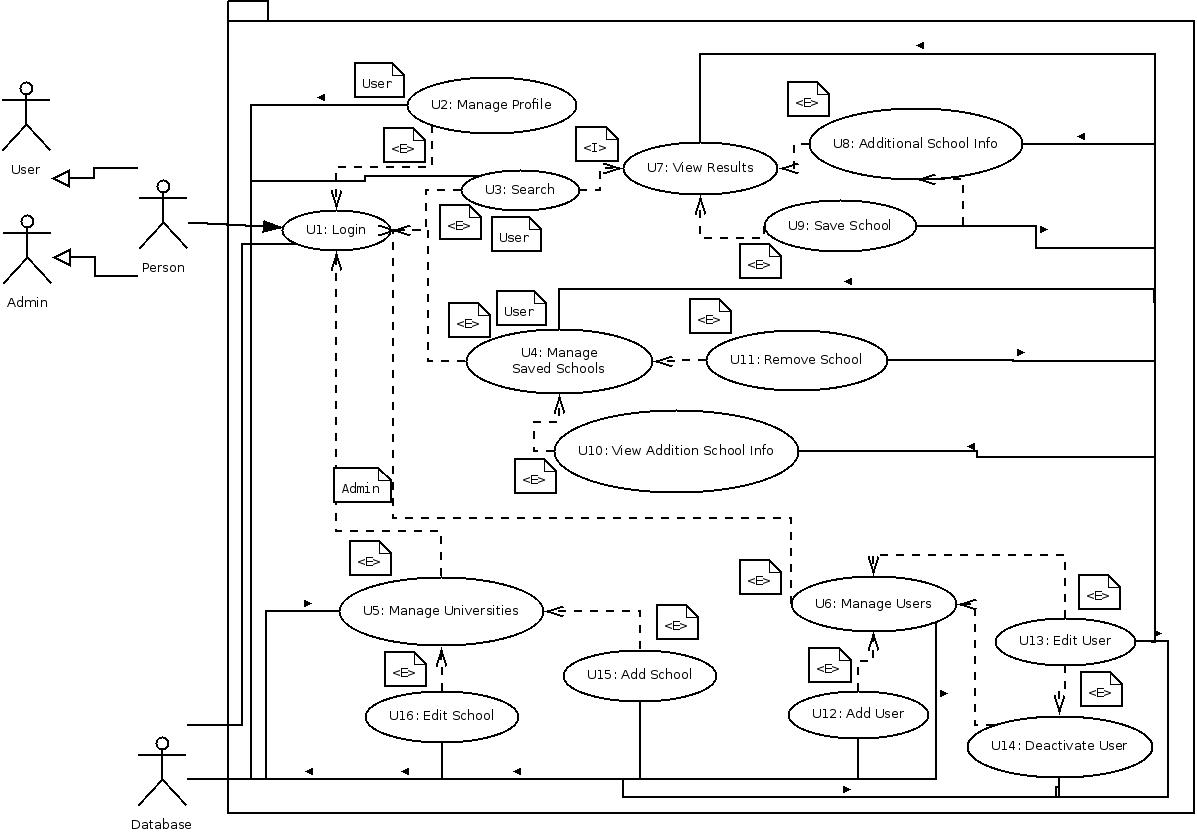 User
U2: Manage Profile
<E>
<E>
<I>
U8: Additional School Info
U7: View Results
User
U3: Search
Person
U1: Login
<E>
User
U9: Save School
<E>
Admin
User
<E>
<E>
U4: Manage
Saved Schools
U11: Remove School
U10: View Addition School Info
<E>
Admin
<E>
<E>
<E>
U5: Manage Universities
U6: Manage Users
<E>
U13: Edit User
<E>
U15: Add School
<E>
<E>
U16: Edit School
U12: Add User
U14: Deactivate User
Database